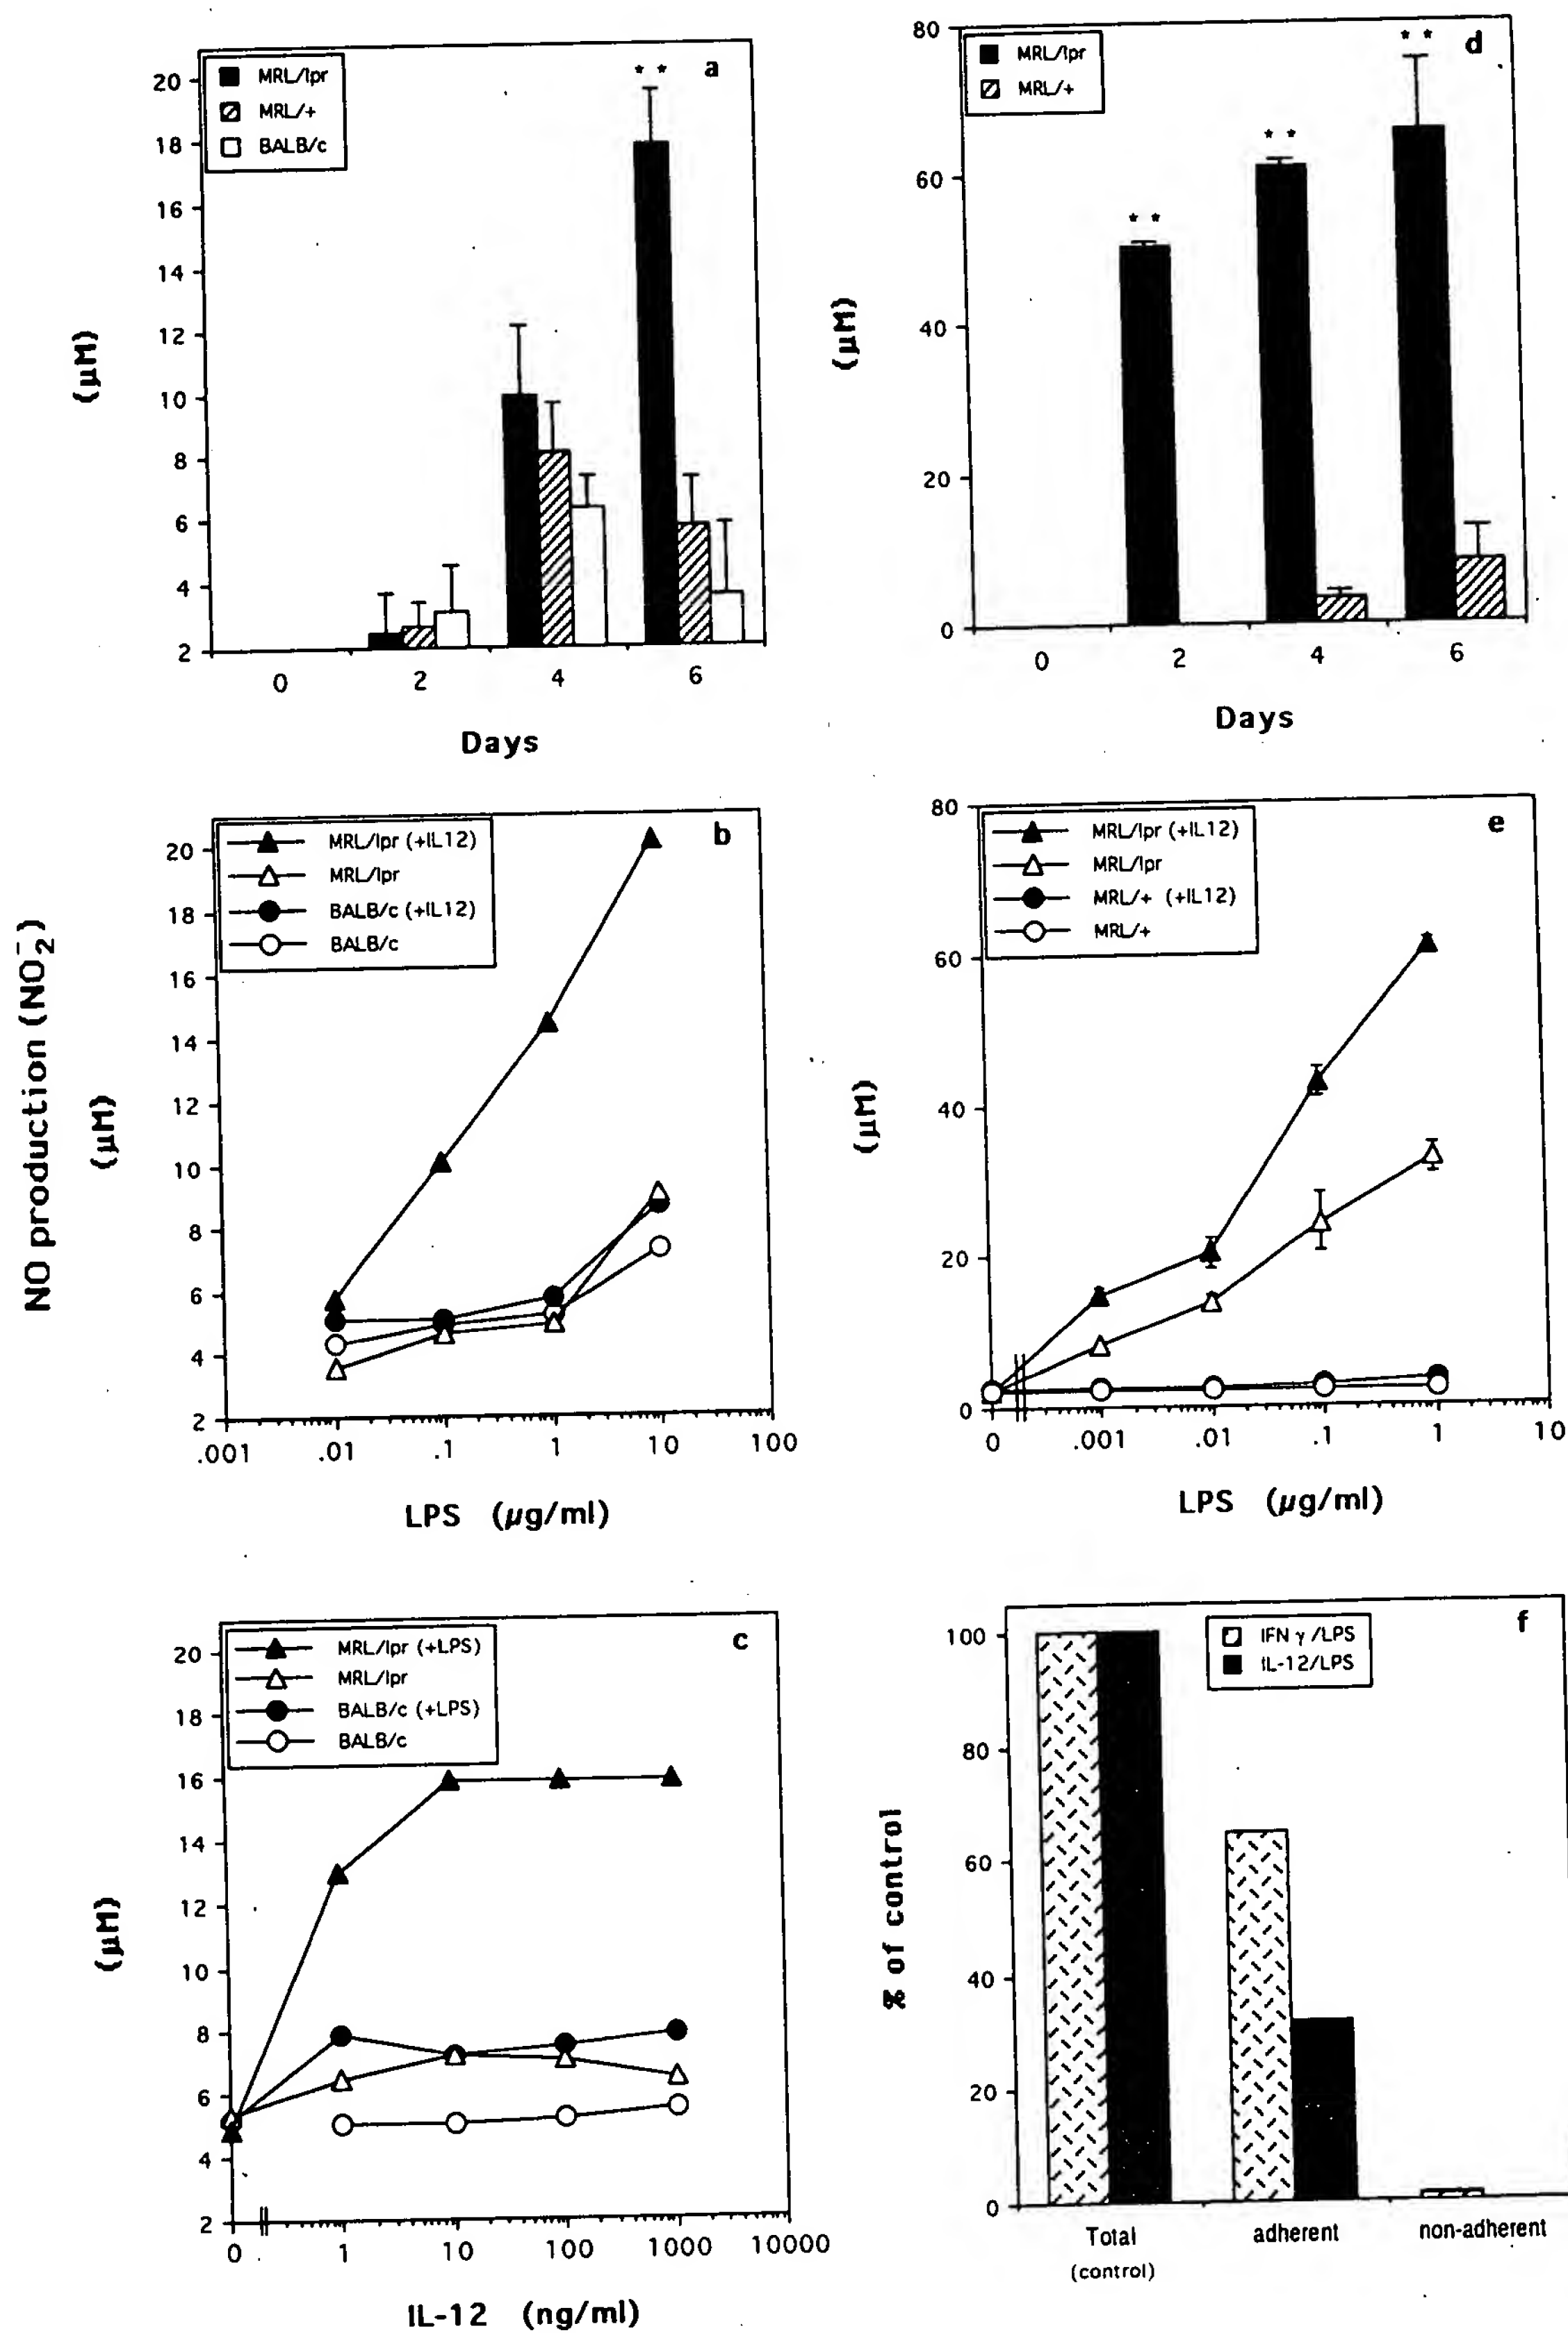 NO production (NO2-)
a
MRL/lpr
MRL/+
BALB/c
(µM)
20
18
16
14
12
10
8
6
4
2
* *
0 2 4 6
Days
d
MRL/lpr
MRL/+
(µM)
80
60
40
20
0
* *
* *
* *
0 2 4 6
Days
b
MRL/lpr (+IL12)
MRL/lpr
BALB/c (+IL12)
BALB/c
(µM)
20
18
16
14
12
10
8
6
4
2
.001 .01 .1 1 10 100
LPS (µg/ml)
e
MRL/lpr (+IL12)
MRL/lpr
MRL/+ (+IL12)
MRL/+
(µM)
80
60
40
20
0
0 .001 .01 .1 1 10
LPS (µg/ml)
c
MRL/lpr (+LPS)
MRL/lpr
BALB/c (+LPS)
BALB/c
(µM)
20
18
16
14
12
10
8
6
4
2
0 1 10 100 1000 10000
IL-12 (ng/ml)
f
IFN γ /LPS
IL-12/LPS
% of control
100
80
60
40
20
0
Total adherent non-adherent
(control)